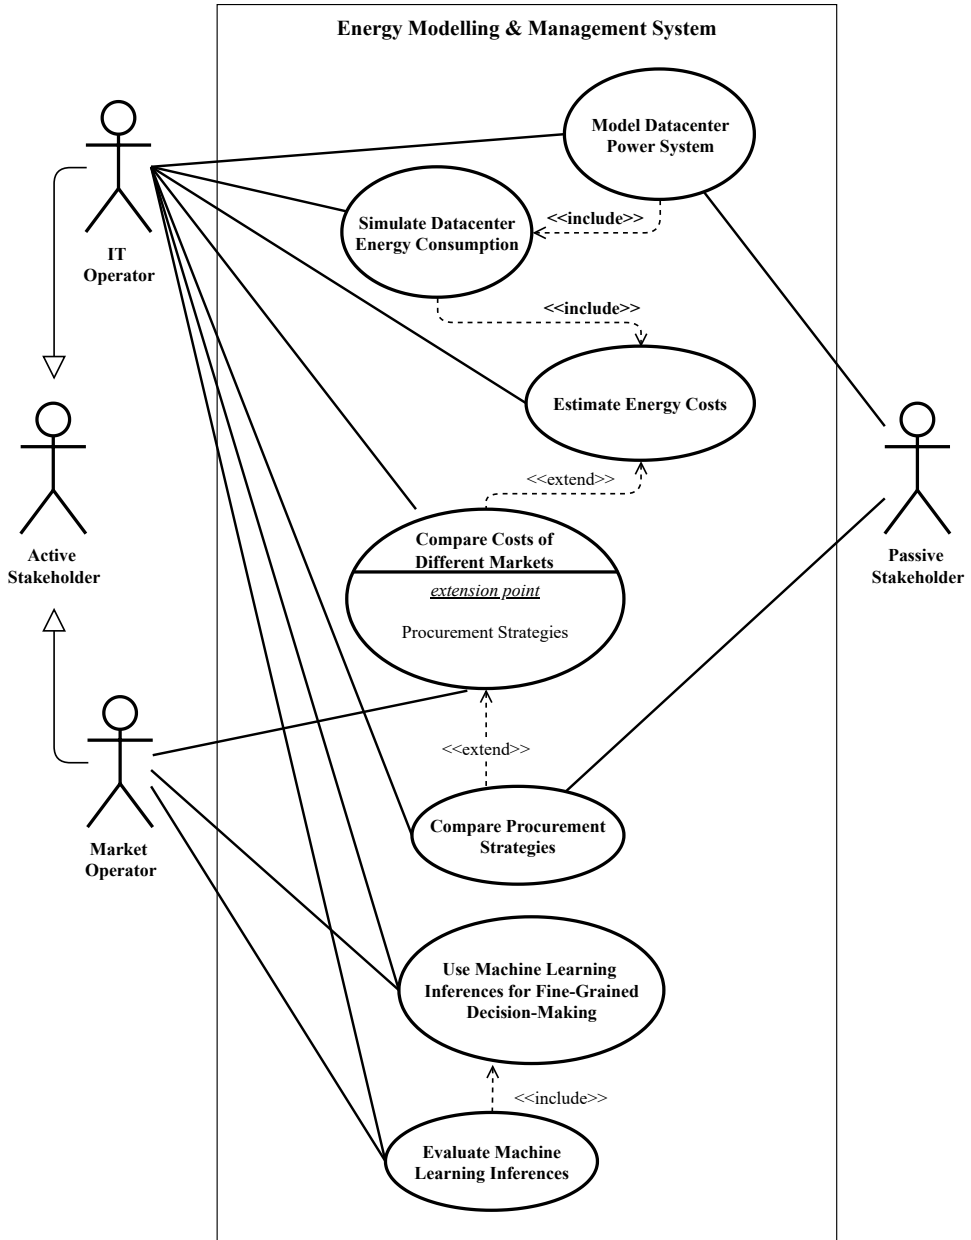 Energy Modelling & Management System
Model Datacenter
Power System
<<include>>
Simulate Datacenter
Energy Consumption
IT
Operator
<<include>>
Estimate Energy Costs
<<extend>>
Compare Costs of
Different Markets
extension point
Procurement Strategies
Active
Stakeholder
Passive
Stakeholder
<<extend>>
Compare Procurement
Strategies
Market
Operator
Use Machine Learning
Inferences for Fine-Grained
Decision-Making
<<include>>
Evaluate Machine
Learning Inferences